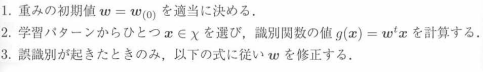 1. 重みの初期値 w = w(0) を適当に決める．
2. 学習パターンからひとつ x ∈ χ を選び，識別関数の値 g(x) = wᵗx を計算する．
3. 誤識別が起きたときのみ，以下の式に従い w を修正する．